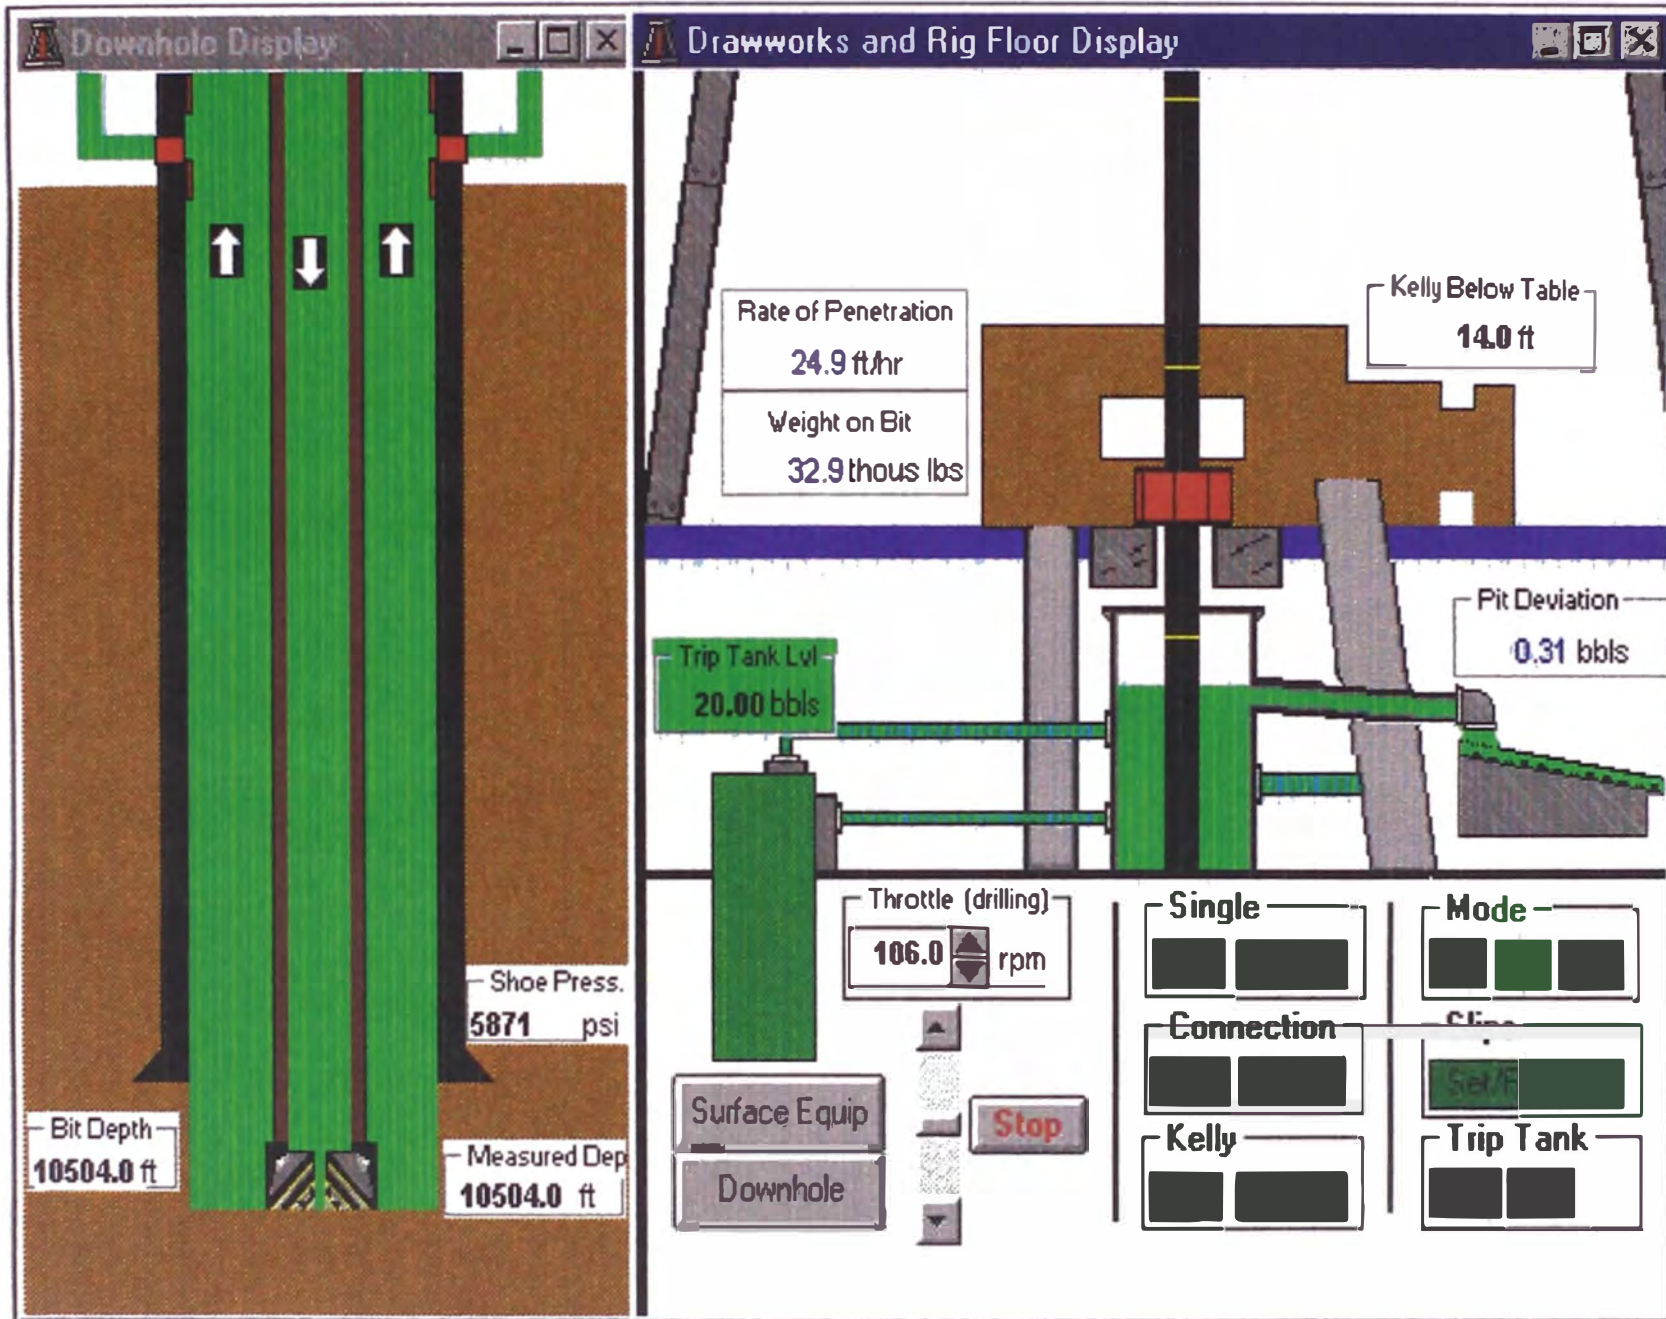 Downhole Display
Shoe Press.
5871 psi
Bit Depth
10504.0 ft
Measured Dep
10504.0 ft
Drawworks and Rig Floor Display
Rate of Penetration
24.9 ft/hr
Weight on Bit
32.9 thous lbs
Kelly Below Table
14.0 ft
Pit Deviation
0.31 bbls
Trip Tank Lvl
20.00 bbls
Throttle (drilling)
106.0 rpm
Surface Equip
Downhole
Stop
Single
Connection
Kelly
Mode
Slips
Trip Tank